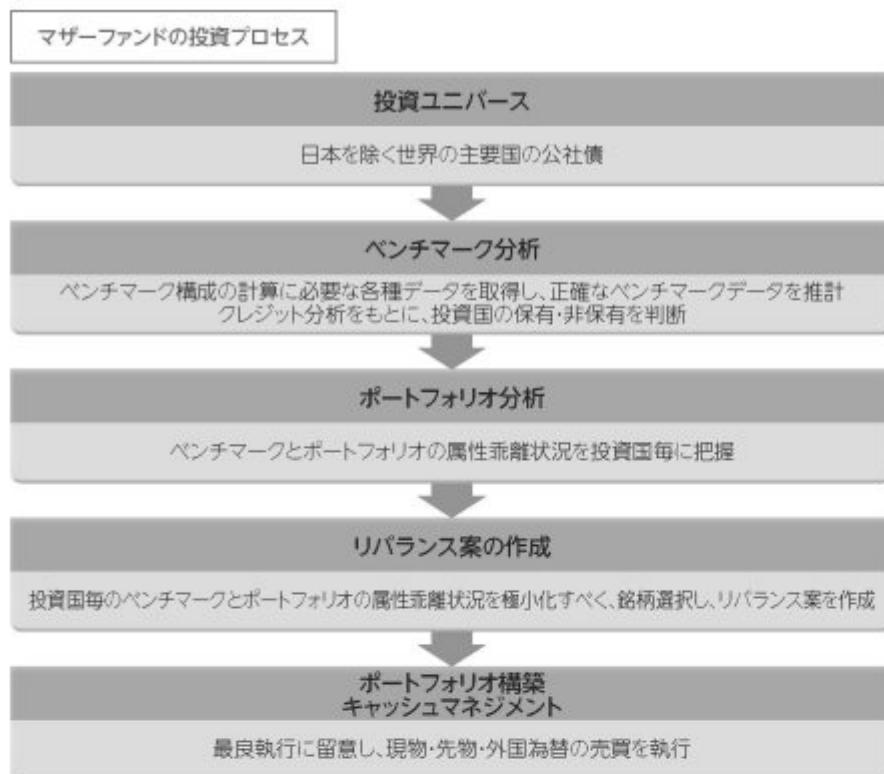 マザーファンドの投資プロセス
投資ユニバース
日本を除く世界の主要国の公社債
ベンチマーク分析
ベンチマーク構成の計算に必要な各種データを取得し、正確なベンチマークデータを推計
クレジット分析をもとに、投資国の保有・非保有を判断
ポートフォリオ分析
ベンチマークとポートフォリオの属性乖離状況を投資国毎に把握
リバランス案の作成
投資国毎のベンチマークとポートフォリオの属性乖離状況を極小化すべく、銘柄選択し、リバランス案を作成
ポートフォリオ構築
キャッシュマネジメント
最良執行に留意し、現物・先物・外国為替の売買を執行